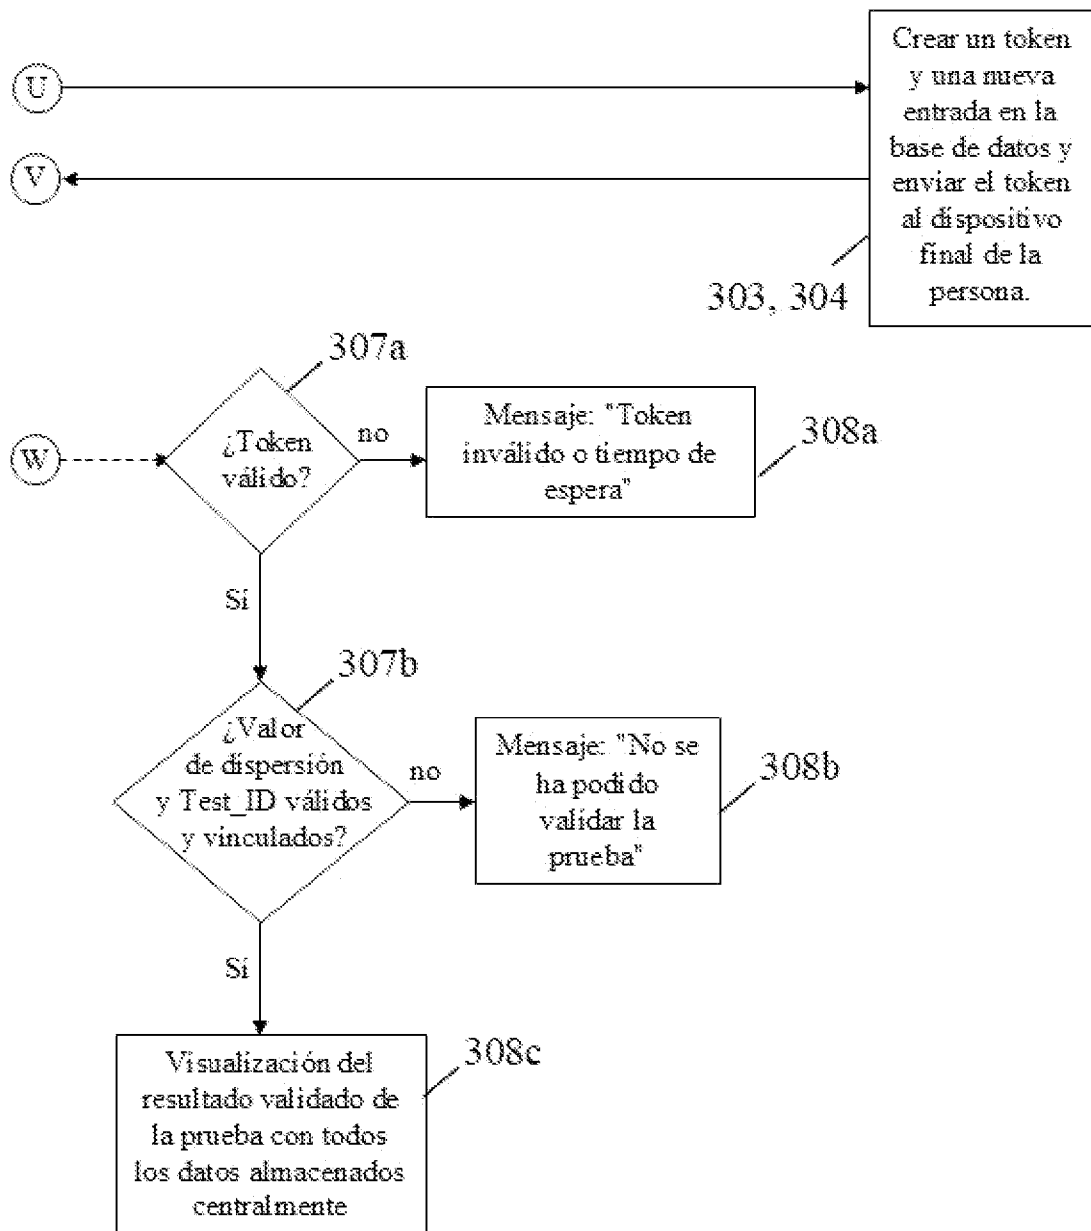 U
Crear un token
y una nueva
entrada en la
base de datos y
enviar el token
al dispositivo
final de la
persona.
V
303, 304
307a
W
¿Token
válido?
no
Mensaje: "Token
inválido o tiempo de
espera"
308a
Sí
307b
¿Valor
de dispersión
y Test_ID válidos
y vinculados?
no
Mensaje: "No se
ha podido
validar la
prueba"
308b
Sí
Visualización del
resultado validado de
la prueba con todos
los datos almacenados
centralmente
308c